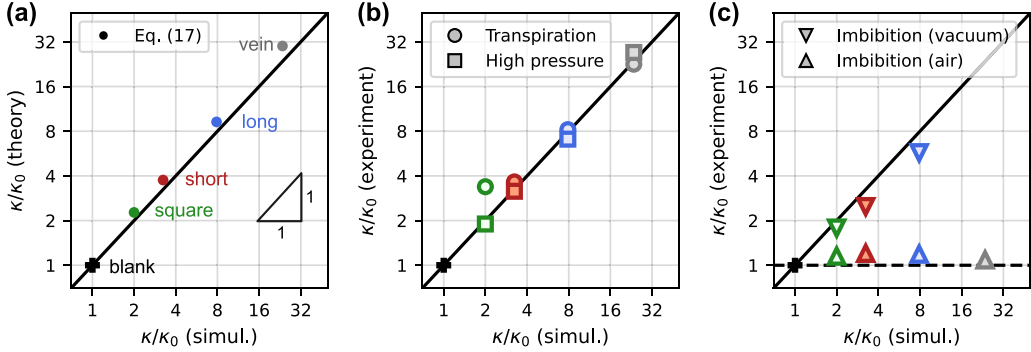 (a)
Eq. (17)
32
16
8
4
2
1
κ/κ0 (theory)
vein
long
short
square
blank
1
1
1 2 4 8 16 32
κ/κ0 (simul.)
(b)
Transpiration
High pressure
32
16
8
4
2
1
κ/κ0 (experiment)
1 2 4 8 16 32
κ/κ0 (simul.)
(c)
Imbibition (vacuum)
Imbibition (air)
32
16
8
4
2
1
κ/κ0 (experiment)
1 2 4 8 16 32
κ/κ0 (simul.)